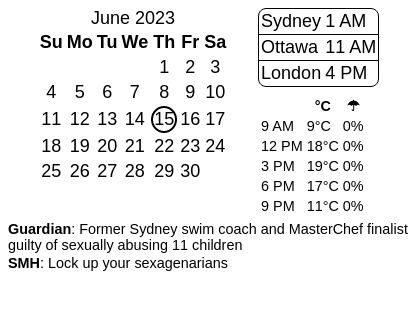 June 2023
Su Mo Tu We Th Fr Sa
1 2 3
4 5 6 7 8 9 10
11 12 13 14 15 16 17
18 19 20 21 22 23 24
25 26 27 28 29 30
Sydney 1 AM
Ottawa 11 AM
London 4 PM
°C ☂
9 AM 9°C 0%
12 PM 18°C 0%
3 PM 19°C 0%
6 PM 17°C 0%
9 PM 11°C 0%
Guardian: Former Sydney swim coach and MasterChef finalist
guilty of sexually abusing 11 children
SMH: Lock up your sexagenarians